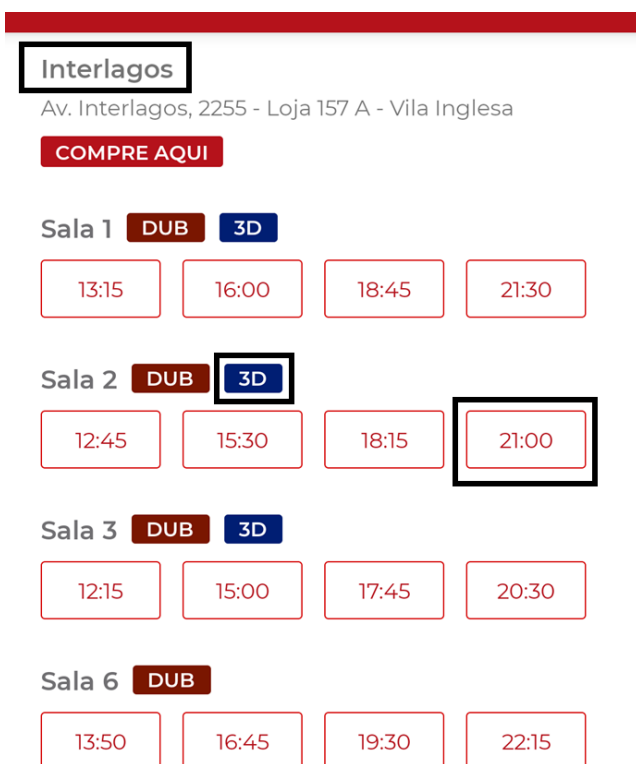 Interlagos
Av. Interlagos, 2255 - Loja 157 A - Vila Inglesa
COMPRE AQUI
Sala 1 DUB 3D
13:15 16:00 18:45 21:30
Sala 2 DUB 3D
12:45 15:30 18:15 21:00
Sala 3 DUB 3D
12:15 15:00 17:45 20:30
Sala 6 DUB
13:50 16:45 19:30 22:15